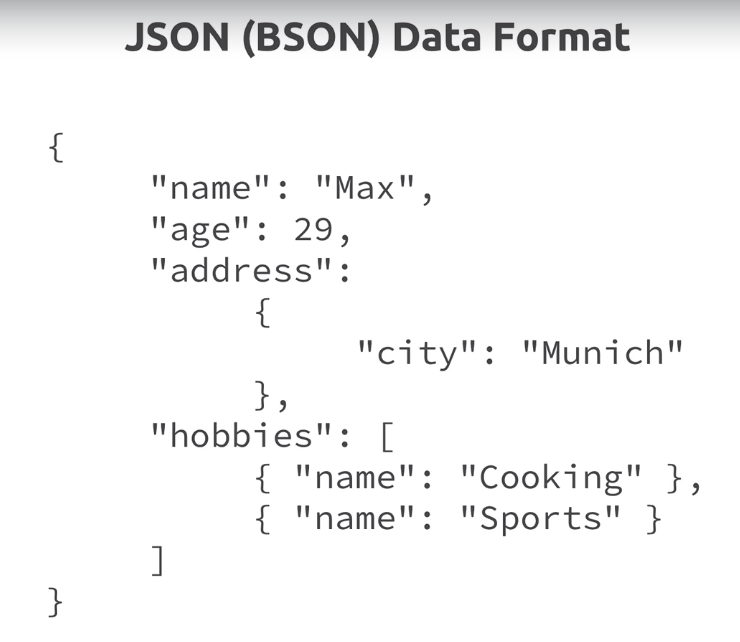 JSON (BSON) Data Format
{
"name": "Max",
"age": 29,
"address":
{
"city": "Munich"
},
"hobbies": [
{ "name": "Cooking" },
{ "name": "Sports" }
]
}